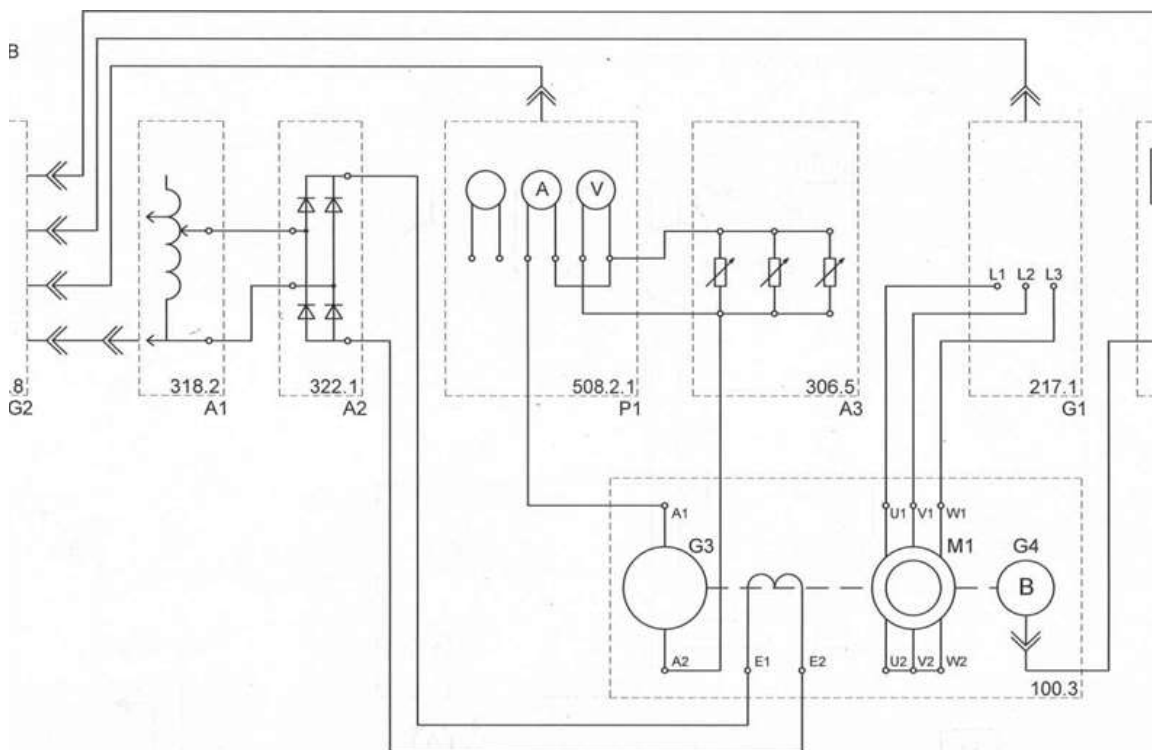 В
A V
L1 L2 L3
.8 318.2 322.1 508.2.1 306.5 217.1
G2 A1 A2 P1 A3 G1
A1 U1 V1 W1
G3 M1 G4
В
A2 E1 E2 U2 V2 W2
100.3